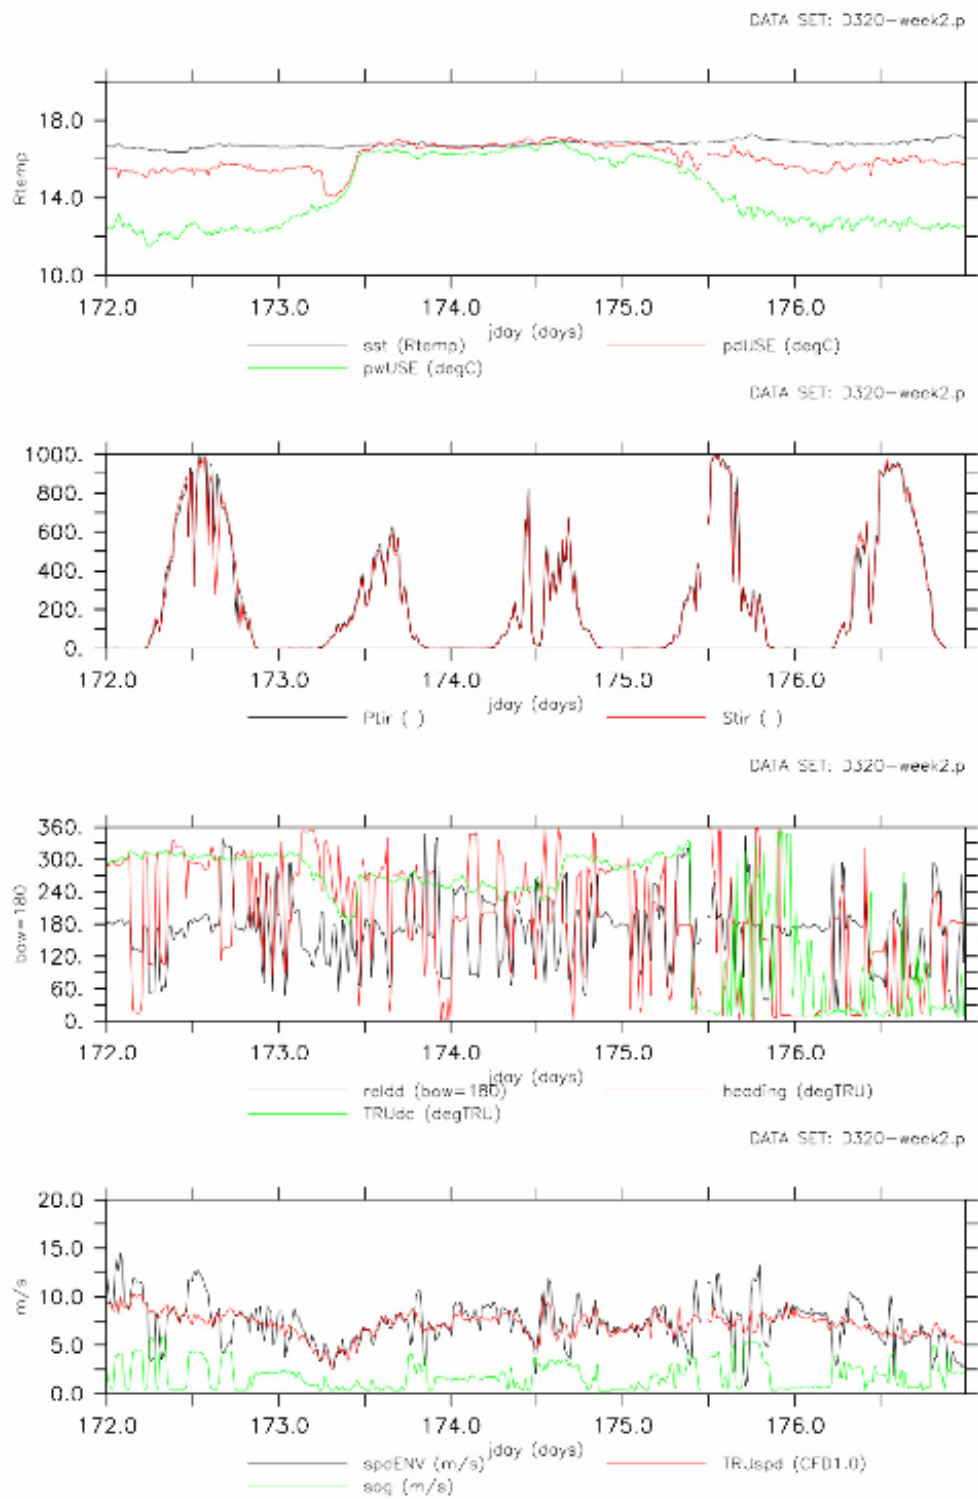 DATA SET: D320-week2.p
18.0
14.0
10.0
Rtemp
172.0 173.0 174.0 175.0 176.0
jday (days)
sst (Rtemp) pdUSE (degC)
pwUSE (degC)
DATA SET: D320-week2.p
1000.
800.
600.
400.
200.
0.
172.0 173.0 174.0 175.0 176.0
jday (days)
Ptir ( ) Stir ( )
DATA SET: D320-week2.p
360.
300.
240.
180.
120.
60.
0.
bow=180
172.0 173.0 174.0 175.0 176.0
jday (days)
reldd (bow=180) heading (degTRU)
TRUdd (degTRU)
DATA SET: D320-week2.p
20.0
15.0
10.0
5.0
0.0
m/s
172.0 173.0 174.0 175.0 176.0
jday (days)
spdENV (m/s) TRUspd (CFD1.0)
sog (m/s)